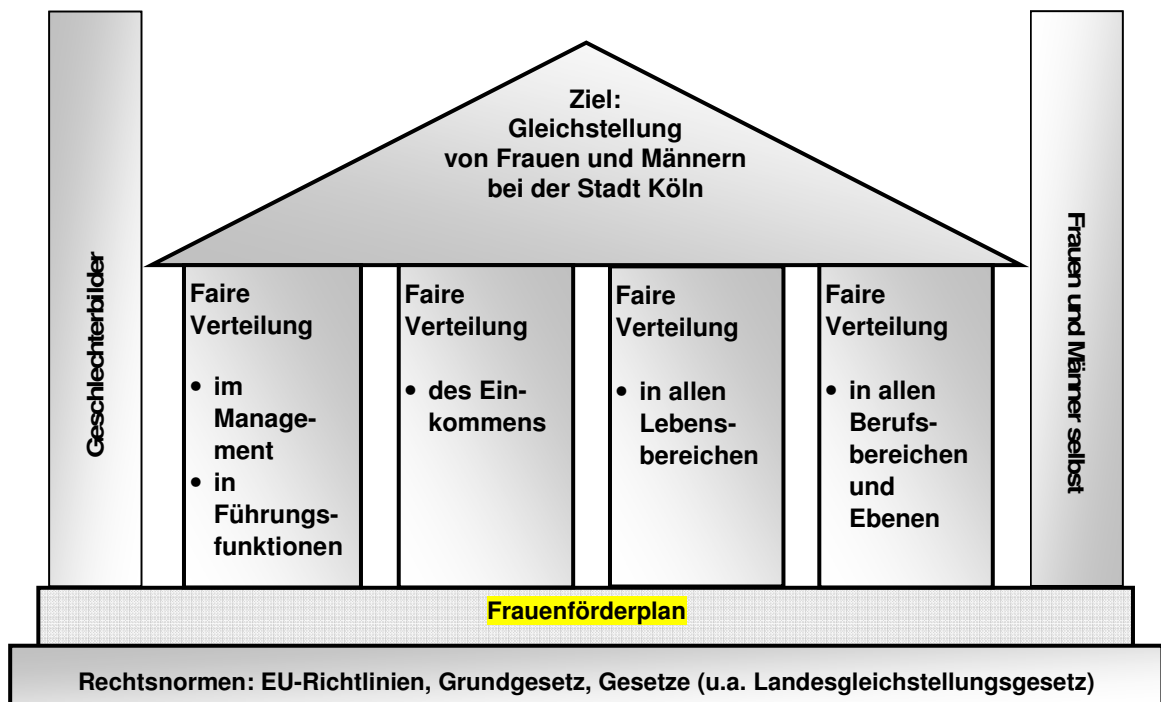 Ziel:
Gleichstellung
von Frauen und Männern
bei der Stadt Köln
Geschlechterbilder
Faire
Verteilung
• im
Manage-
ment
• in
Führungs-
funktionen
Faire
Verteilung
• des Ein-
kommens
Faire
Verteilung
• in allen
Lebens-
bereichen
Faire
Verteilung
• in allen
Berufs-
bereichen
und
Ebenen
Frauen und Männer selbst
Frauenförderplan
Rechtsnormen: EU-Richtlinien, Grundgesetz, Gesetze (u.a. Landesgleichstellungsgesetz)